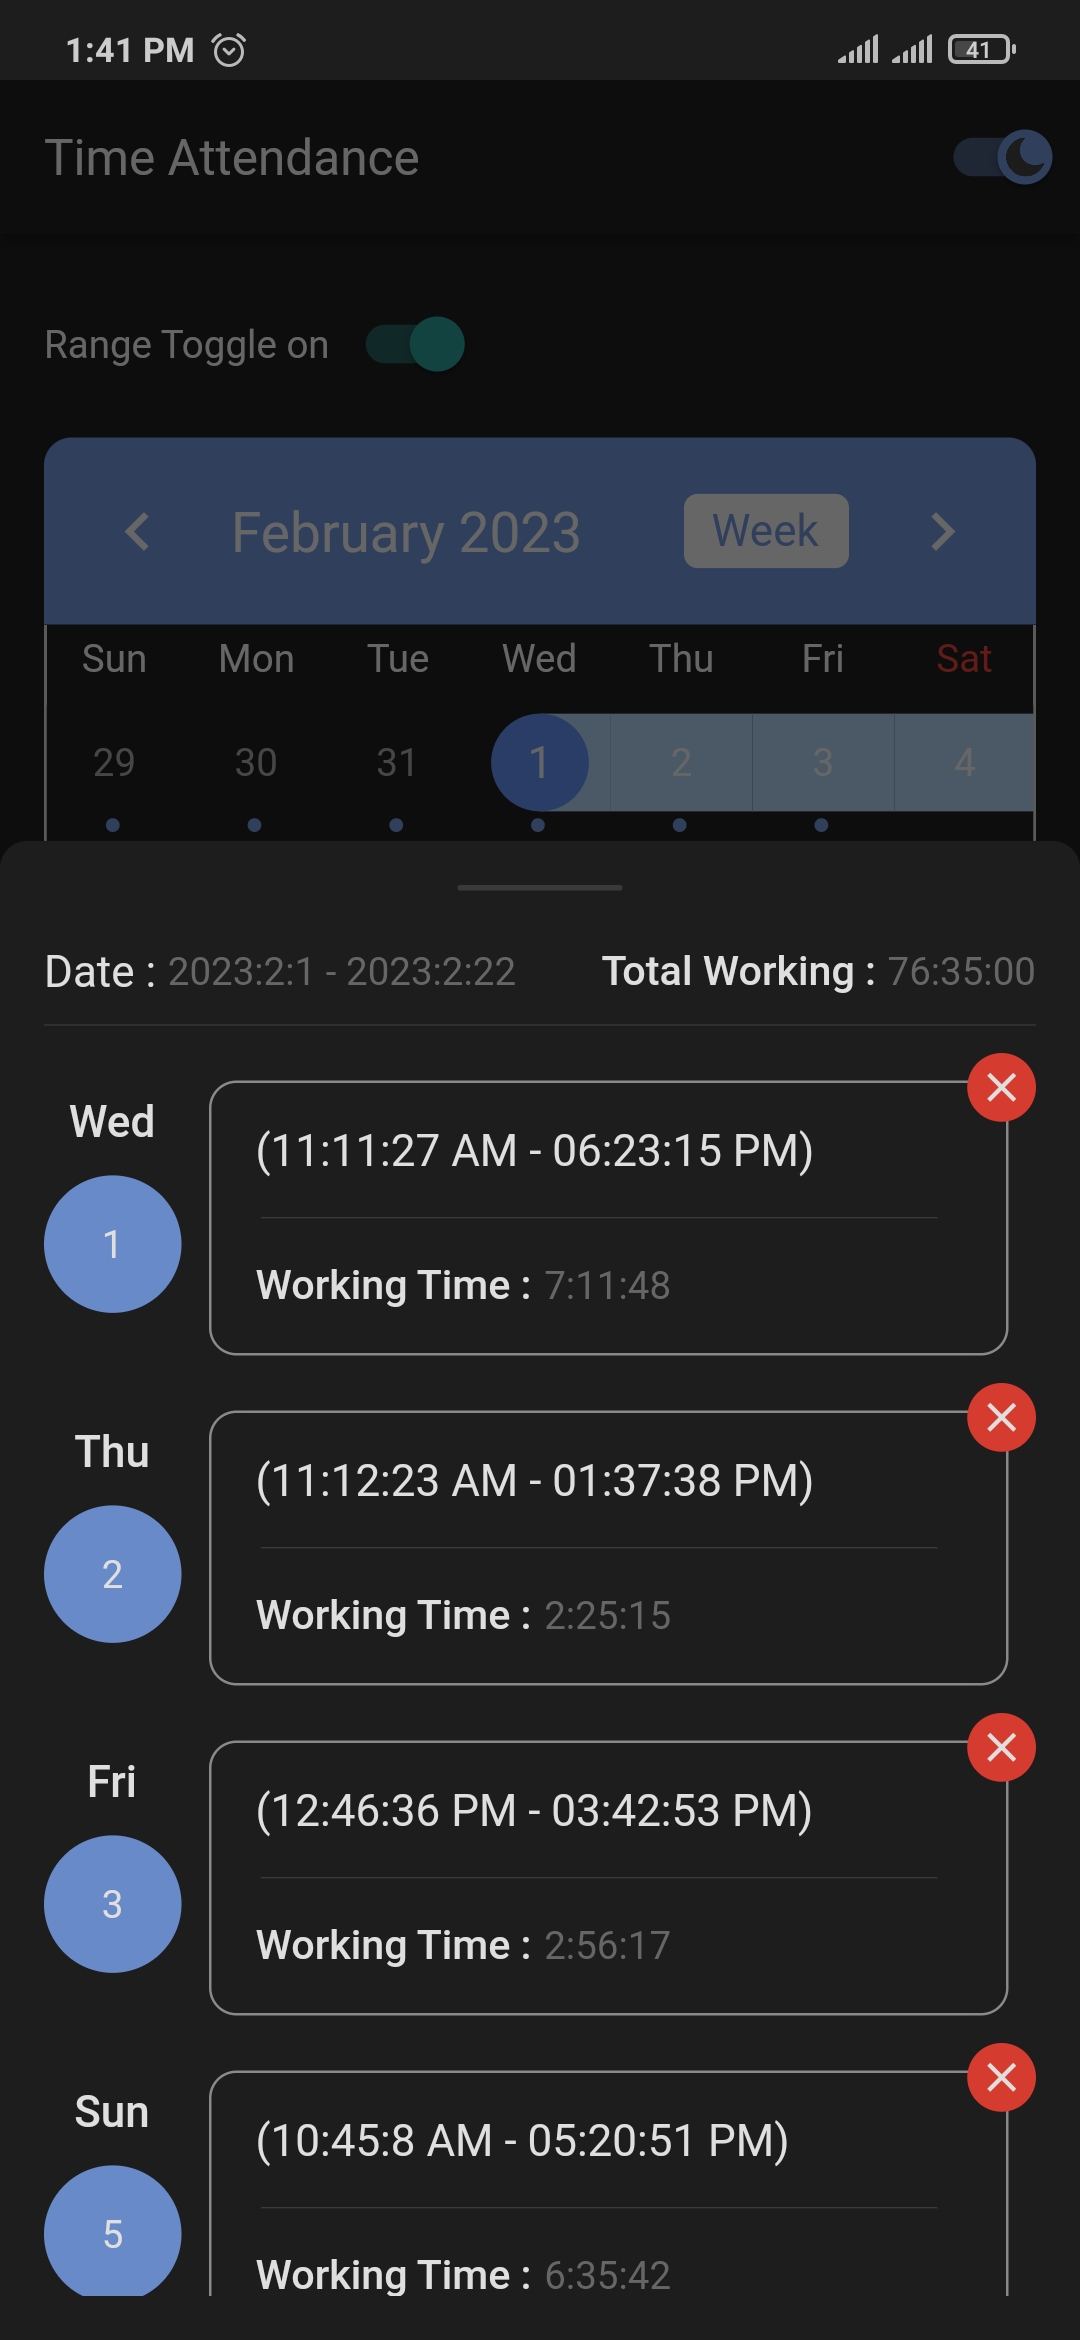 1:41 PM 41
Time Attendance
Range Toggle on
February 2023 Week
Sun Mon Tue Wed Thu Fri Sat
29 30 31 1 2 3 4
Date : 2023:2:1 - 2023:2:22 Total Working : 76:35:00
Wed
(11:11:27 AM - 06:23:15 PM)
1
Working Time : 7:11:48
Thu
(11:12:23 AM - 01:37:38 PM)
2
Working Time : 2:25:15
Fri
(12:46:36 PM - 03:42:53 PM)
3
Working Time : 2:56:17
Sun
(10:45:8 AM - 05:20:51 PM)
5
Working Time : 6:35:42